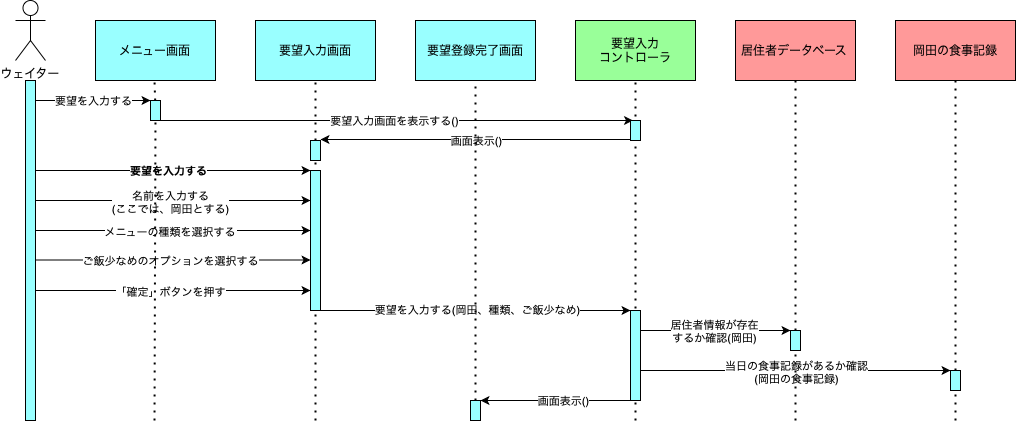 ウェイター
メニュー画面
要望入力画面
要望登録完了画面
要望入力
コントローラ
居住者データベース
岡田の食事記録
要望を入力する
要望入力画面を表示する()
画面表示()
要望を入力する
名前を入力する
(ここでは、岡田とする)
メニューの種類を選択する
ご飯少なめのオプションを選択する
「確定」ボタンを押す
要望を入力する(岡田、種類、ご飯少なめ)
居住者情報が存在
するか確認(岡田)
当日の食事記録があるか確認
(岡田の食事記録)
画面表示()